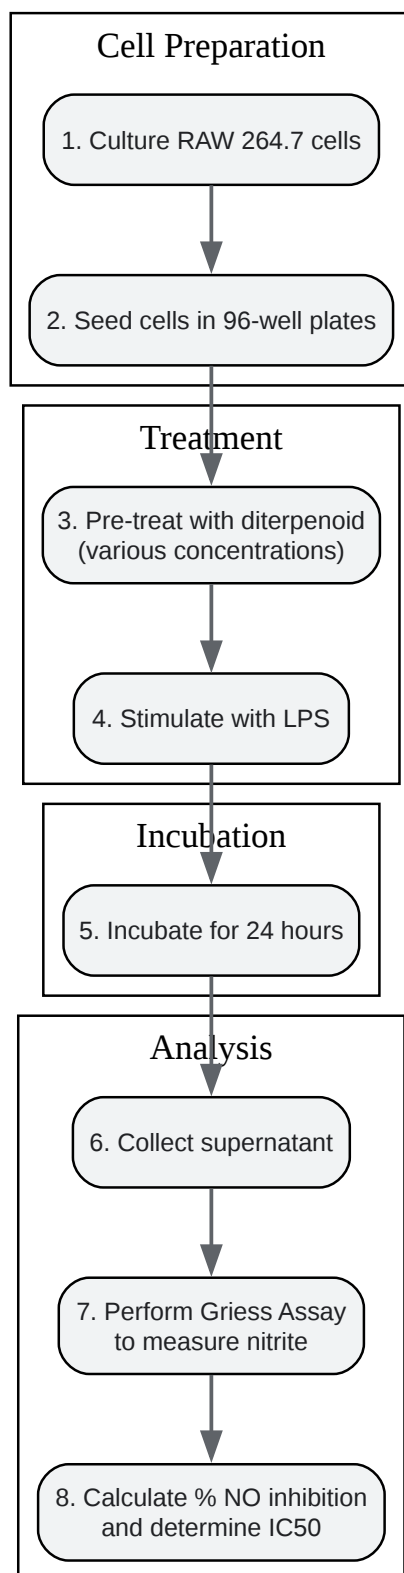 Cell Preparation
1. Culture RAW 264.7 cells
2. Seed cells in 96-well plates
Treatment
3. Pre-treat with diterpenoid
(various concentrations)
4. Stimulate with LPS
Incubation
5. Incubate for 24 hours
Analysis
6. Collect supernatant
7. Perform Griess Assay
to measure nitrite
8. Calculate % NO inhibition
and determine IC50